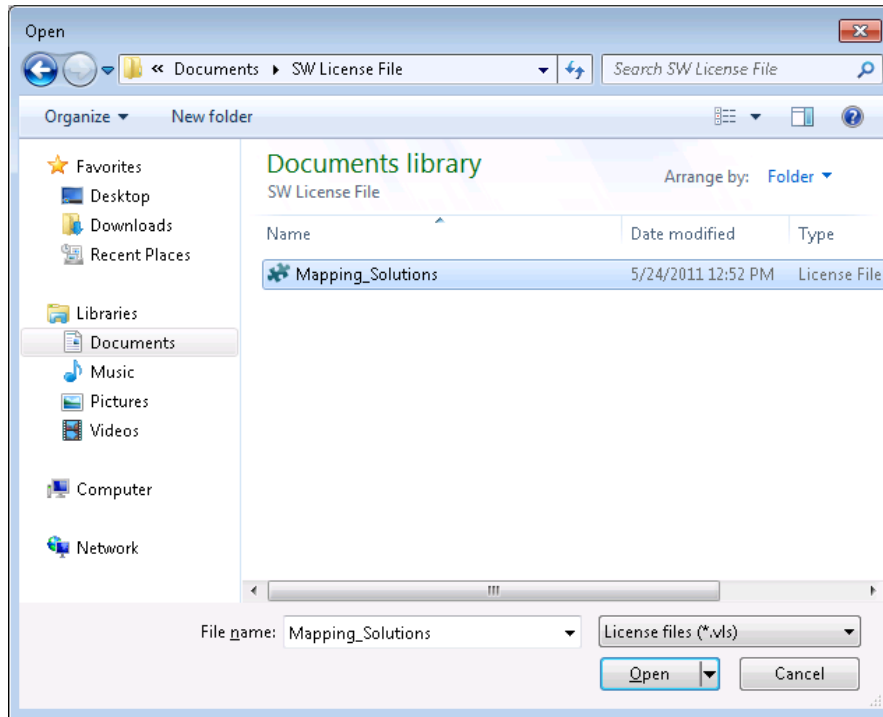 Open
« Documents ▸ SW License File
Search SW License File
Organize
New folder
Favorites
Desktop
Downloads
Recent Places
Libraries
Documents
Music
Pictures
Videos
Computer
Network
Documents library
SW License File
Arrange by: Folder
Name Date modified Type
Mapping_Solutions 5/24/2011 12:52 PM License File
File name: Mapping_Solutions
License files (*.vls)
Open Cancel